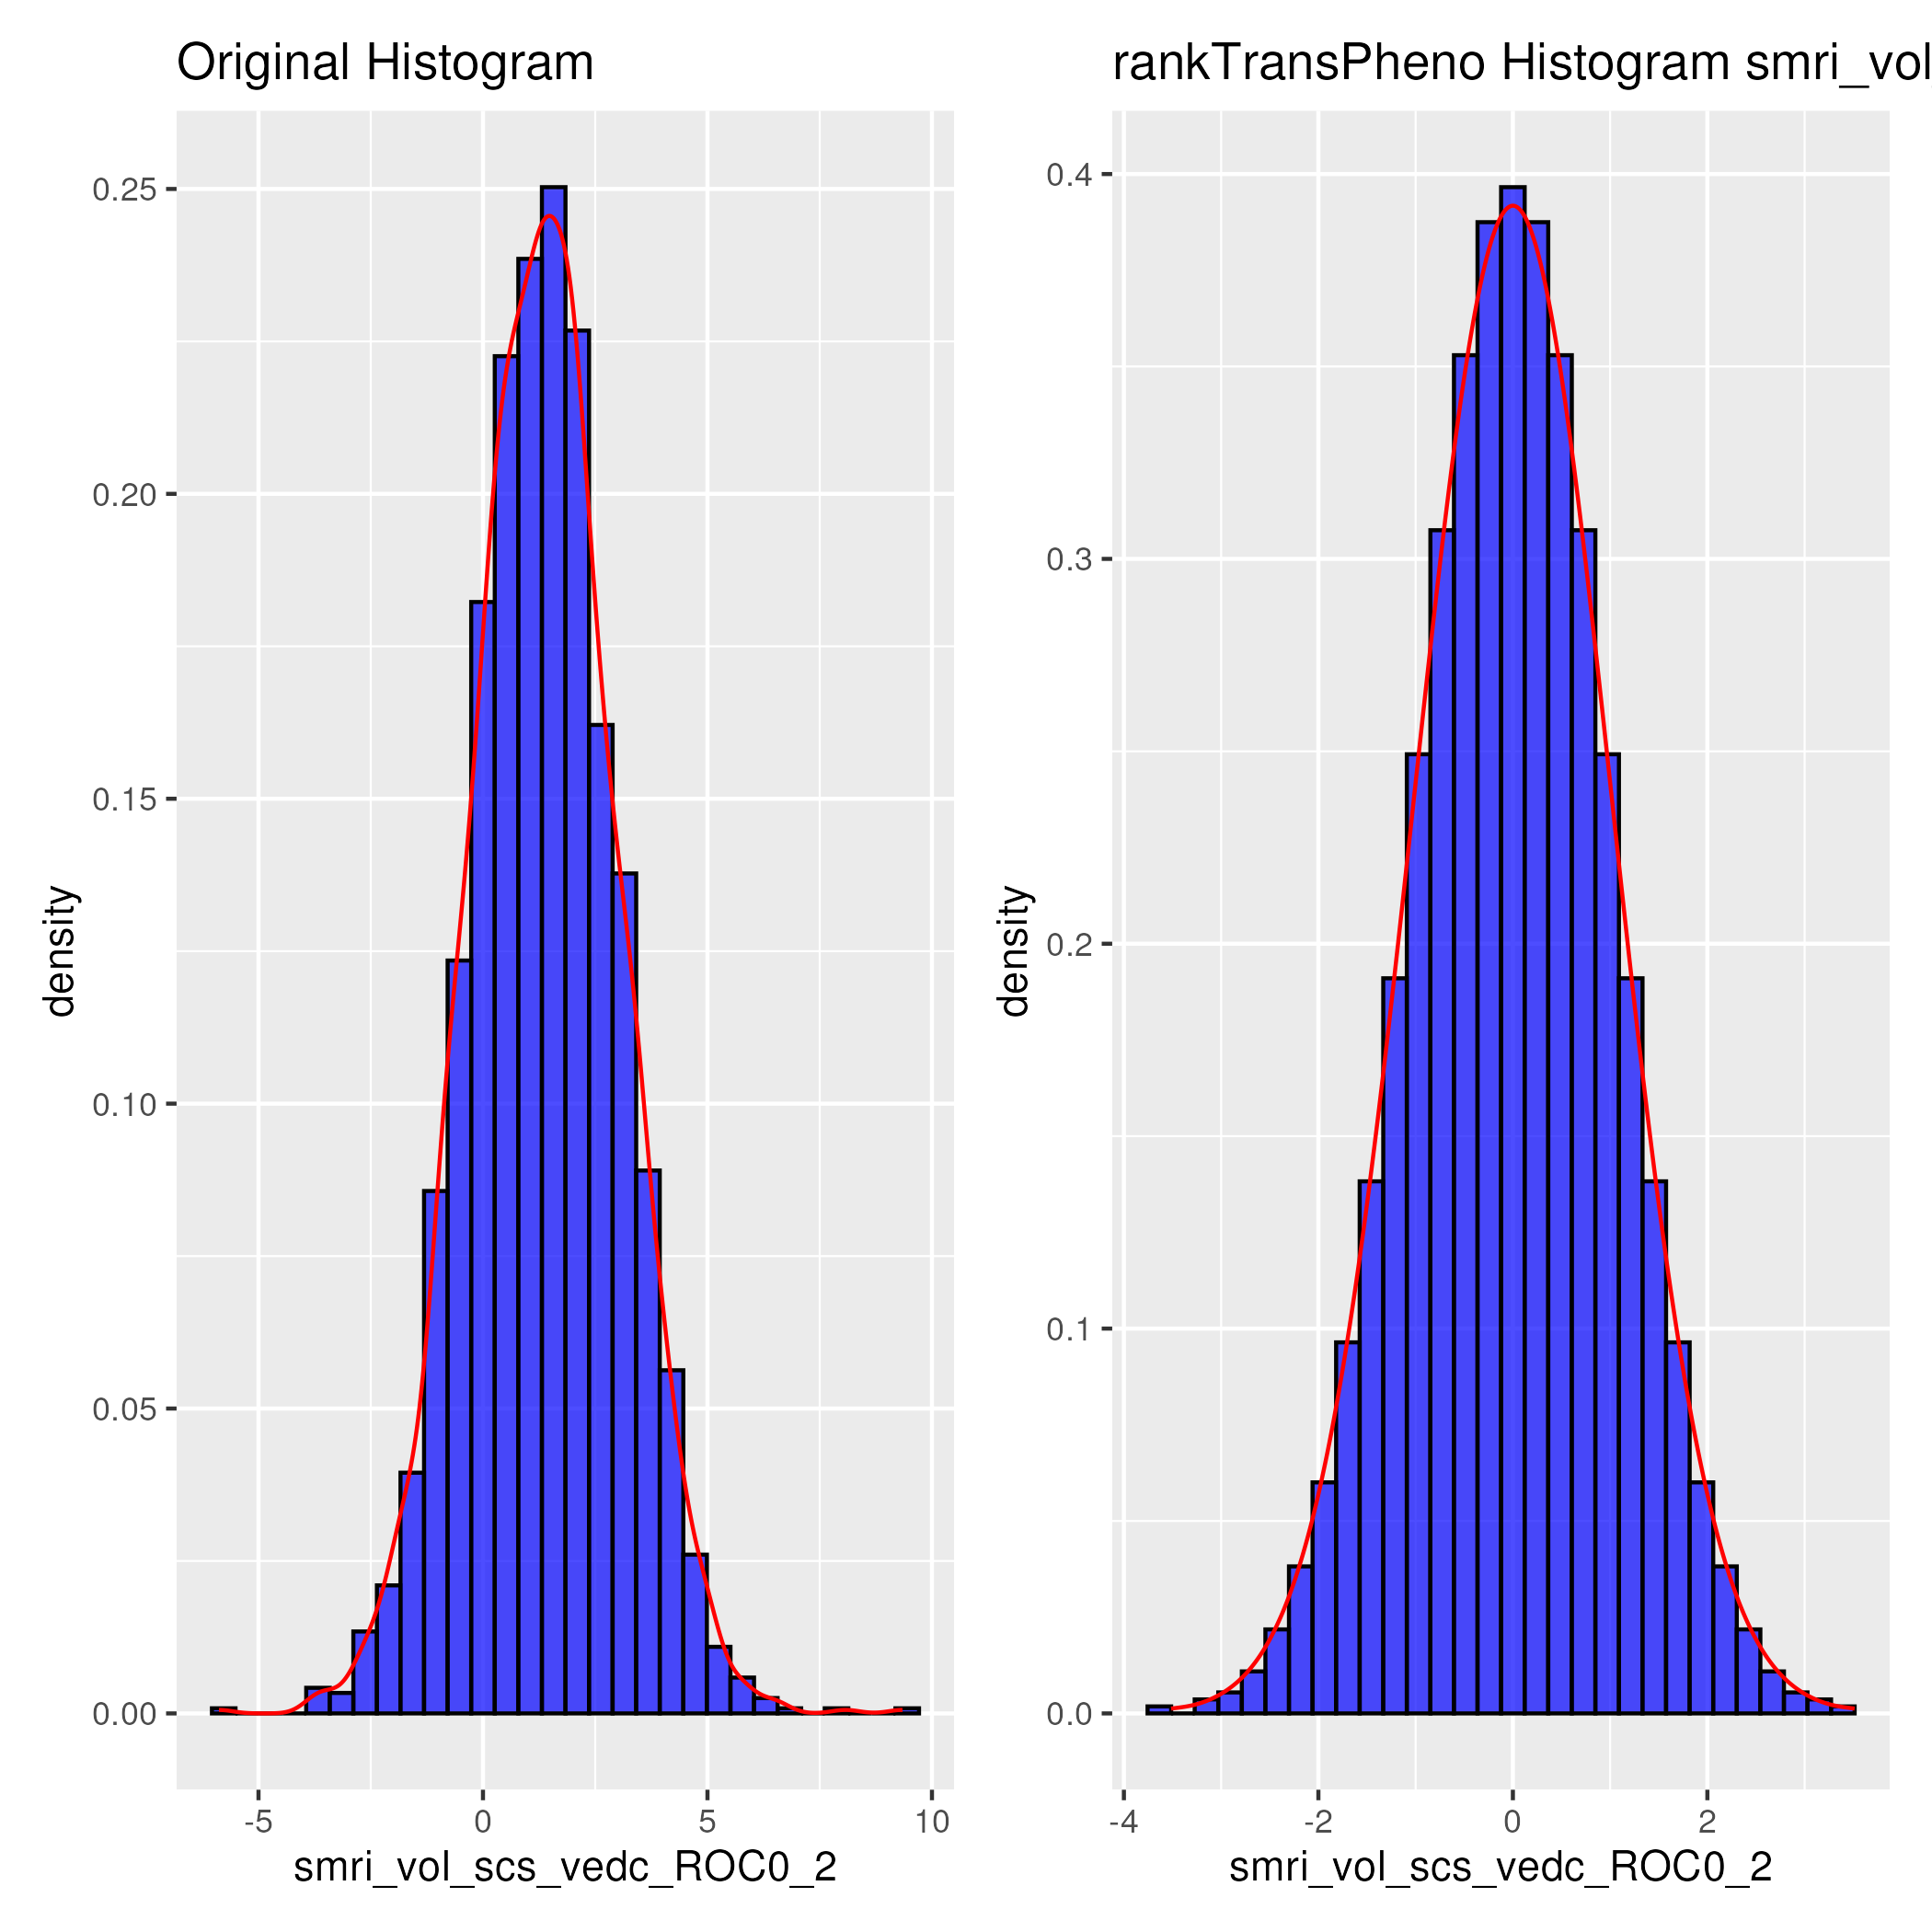 Original Histogram
density
0.25
0.20
0.15
0.10
0.05
0.00
-5 0 5 10
smri_vol_scs_vedc_ROC0_2
rankTransPheno Histogram smri_vol_
density
0.4
0.3
0.2
0.1
0.0
-4 -2 0 2
smri_vol_scs_vedc_ROC0_2